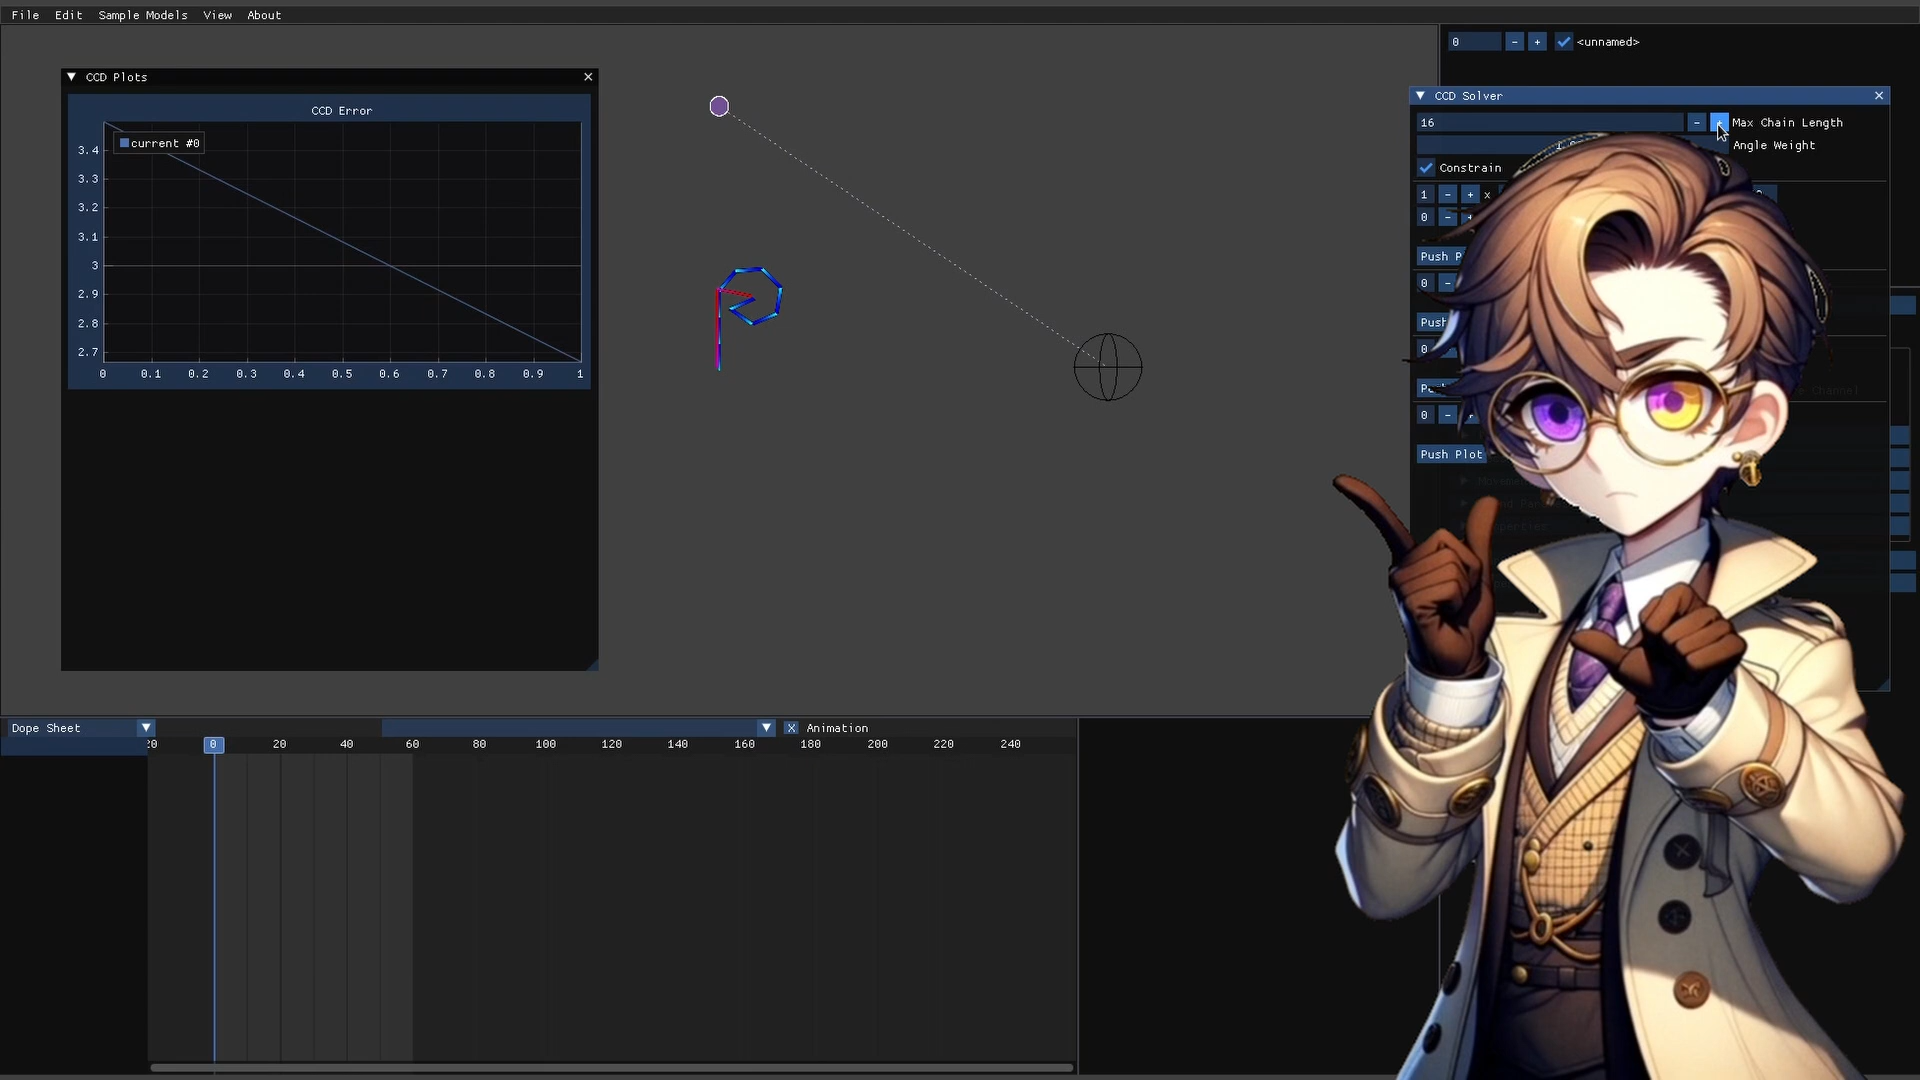 File Edit Sample Models View About
0 - + <unnamed>
CCD Plots
CCD Error
current #0
3.4
3.3
3.2
3.1
3
2.9
2.8
2.7
0 0.1 0.2 0.3 0.4 0.5 0.6 0.7 0.8 0.9 1
CCD Solver
16 - + Max Chain Length
Angle Weight
Constrain
1 - + x
0 -
Push
0 -
Push
0
0 -
Push Plot
Dope Sheet X Animation
20 0 20 40 60 80 100 120 140 160 180 200 220 240